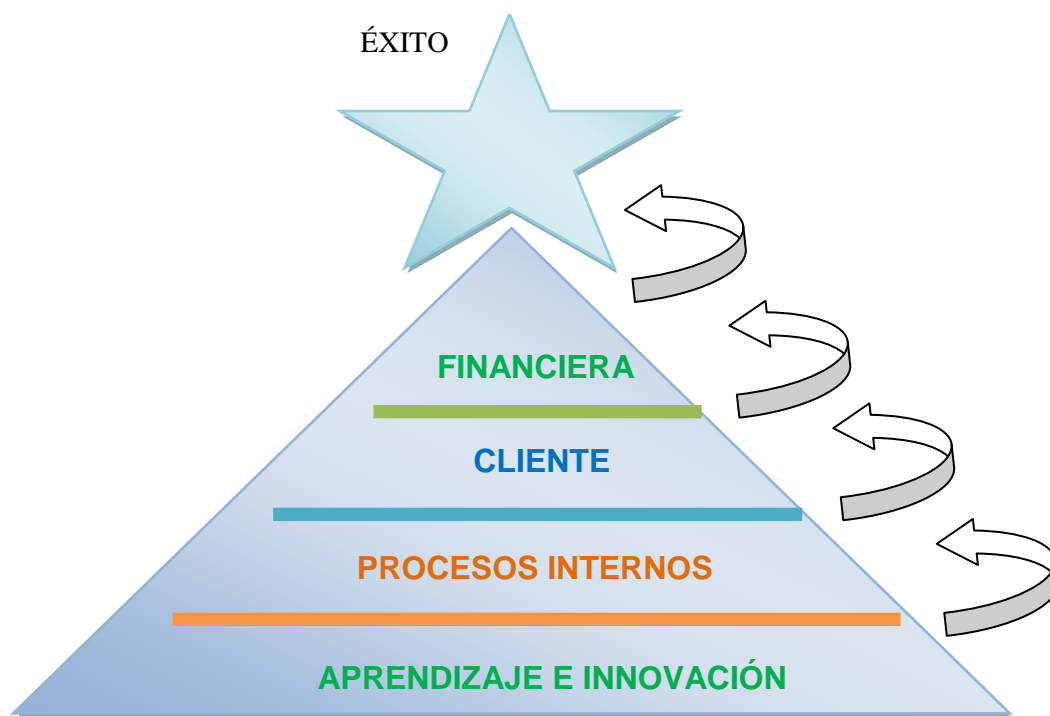 ÉXITO
FINANCIERA
CLIENTE
PROCESOS INTERNOS
APRENDIZAJE E INNOVACIÓN